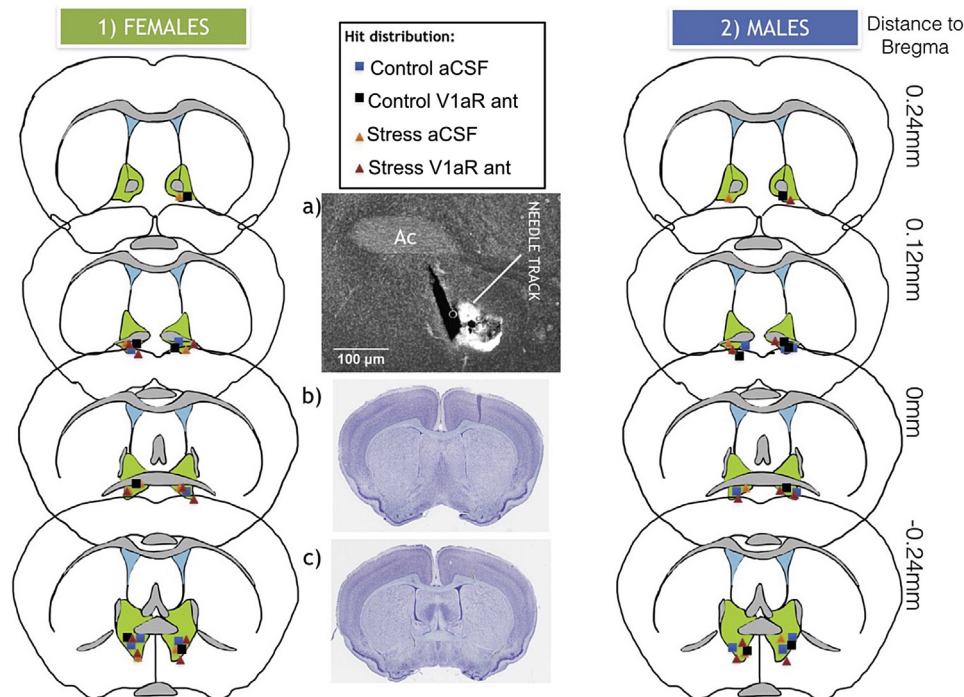 1) FEMALES
2) MALES
Distance to
Bregma
Hit distribution:
Control aCSF
Control V1aR ant
Stress aCSF
Stress V1aR ant
a)
Ac
NEEDLE TRACK
100 µm
b)
c)
0.24mm
0.12mm
0mm
-0.24mm